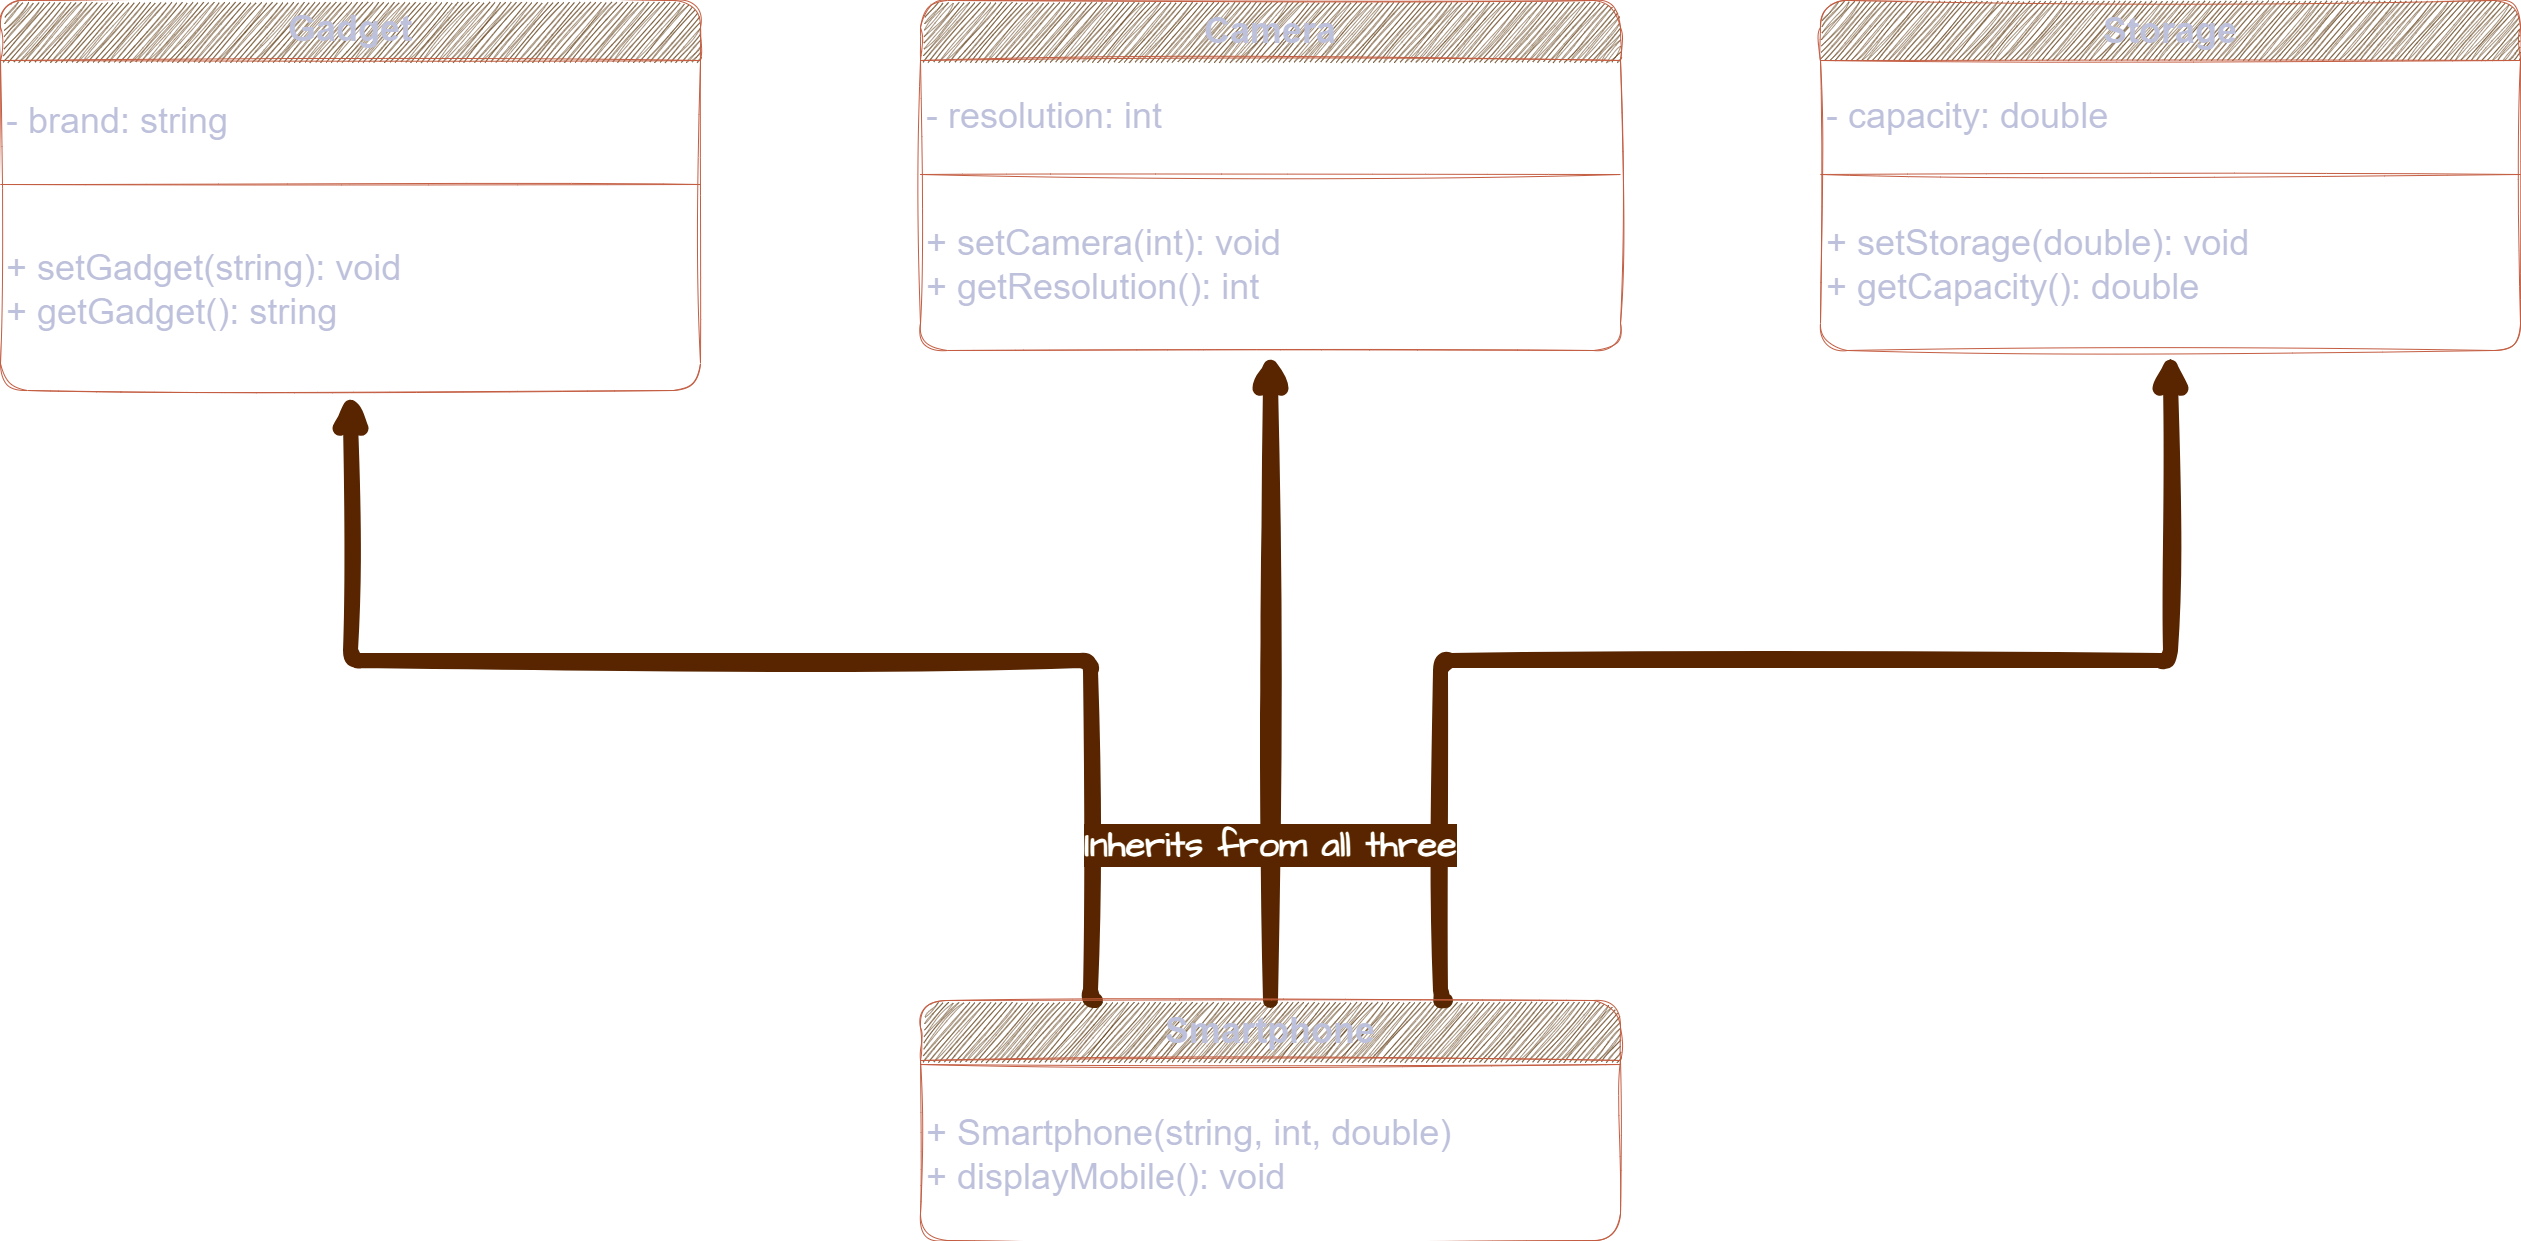 Gadget
- brand: string
+ setGadget(string): void
+ getGadget(): string
Camera
- resolution: int
+ setCamera(int): void
+ getResolution(): int
Storage
- capacity: double
+ setStorage(double): void
+ getCapacity(): double
Inherits from all three
Smartphone
+ Smartphone(string, int, double)
+ displayMobile(): void